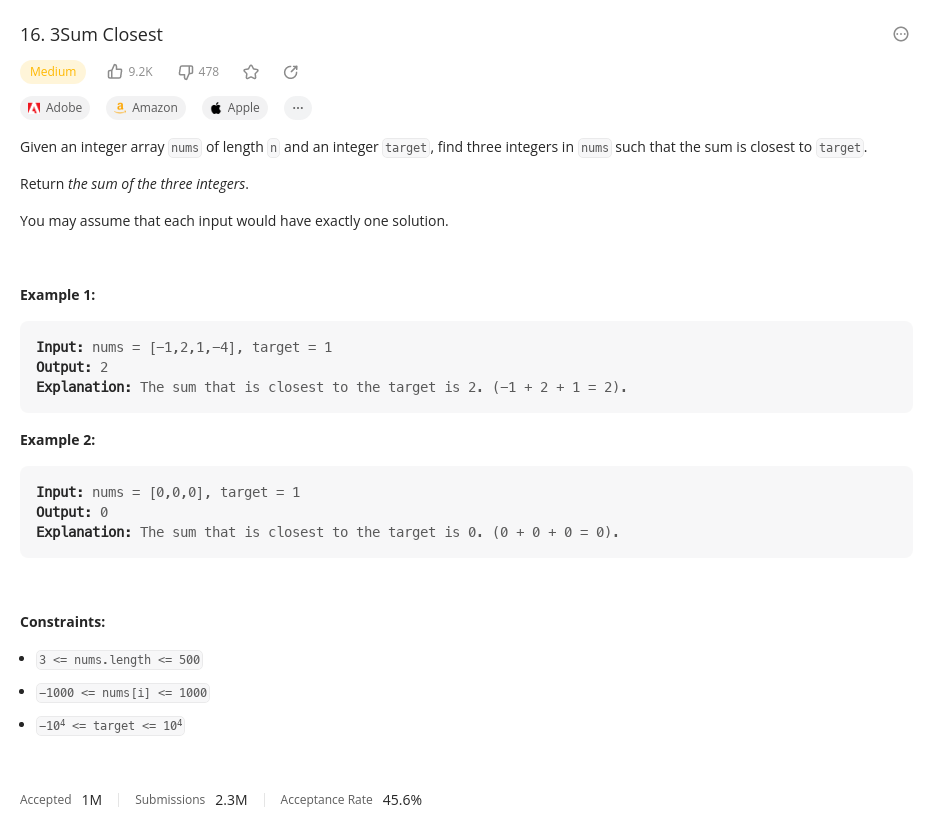 16. 3Sum Closest
Medium 9.2K 478
Adobe Amazon Apple ...
Given an integer array nums of length n and an integer target, find three integers in nums such that the sum is closest to target.
Return the sum of the three integers.
You may assume that each input would have exactly one solution.
Example 1:
Input: nums = [-1,2,1,-4], target = 1
Output: 2
Explanation: The sum that is closest to the target is 2. (-1 + 2 + 1 = 2).
Example 2:
Input: nums = [0,0,0], target = 1
Output: 0
Explanation: The sum that is closest to the target is 0. (0 + 0 + 0 = 0).
Constraints:
• 3 <= nums.length <= 500
• -1000 <= nums[i] <= 1000
• -10⁴ <= target <= 10⁴
Accepted 1M Submissions 2.3M Acceptance Rate 45.6%